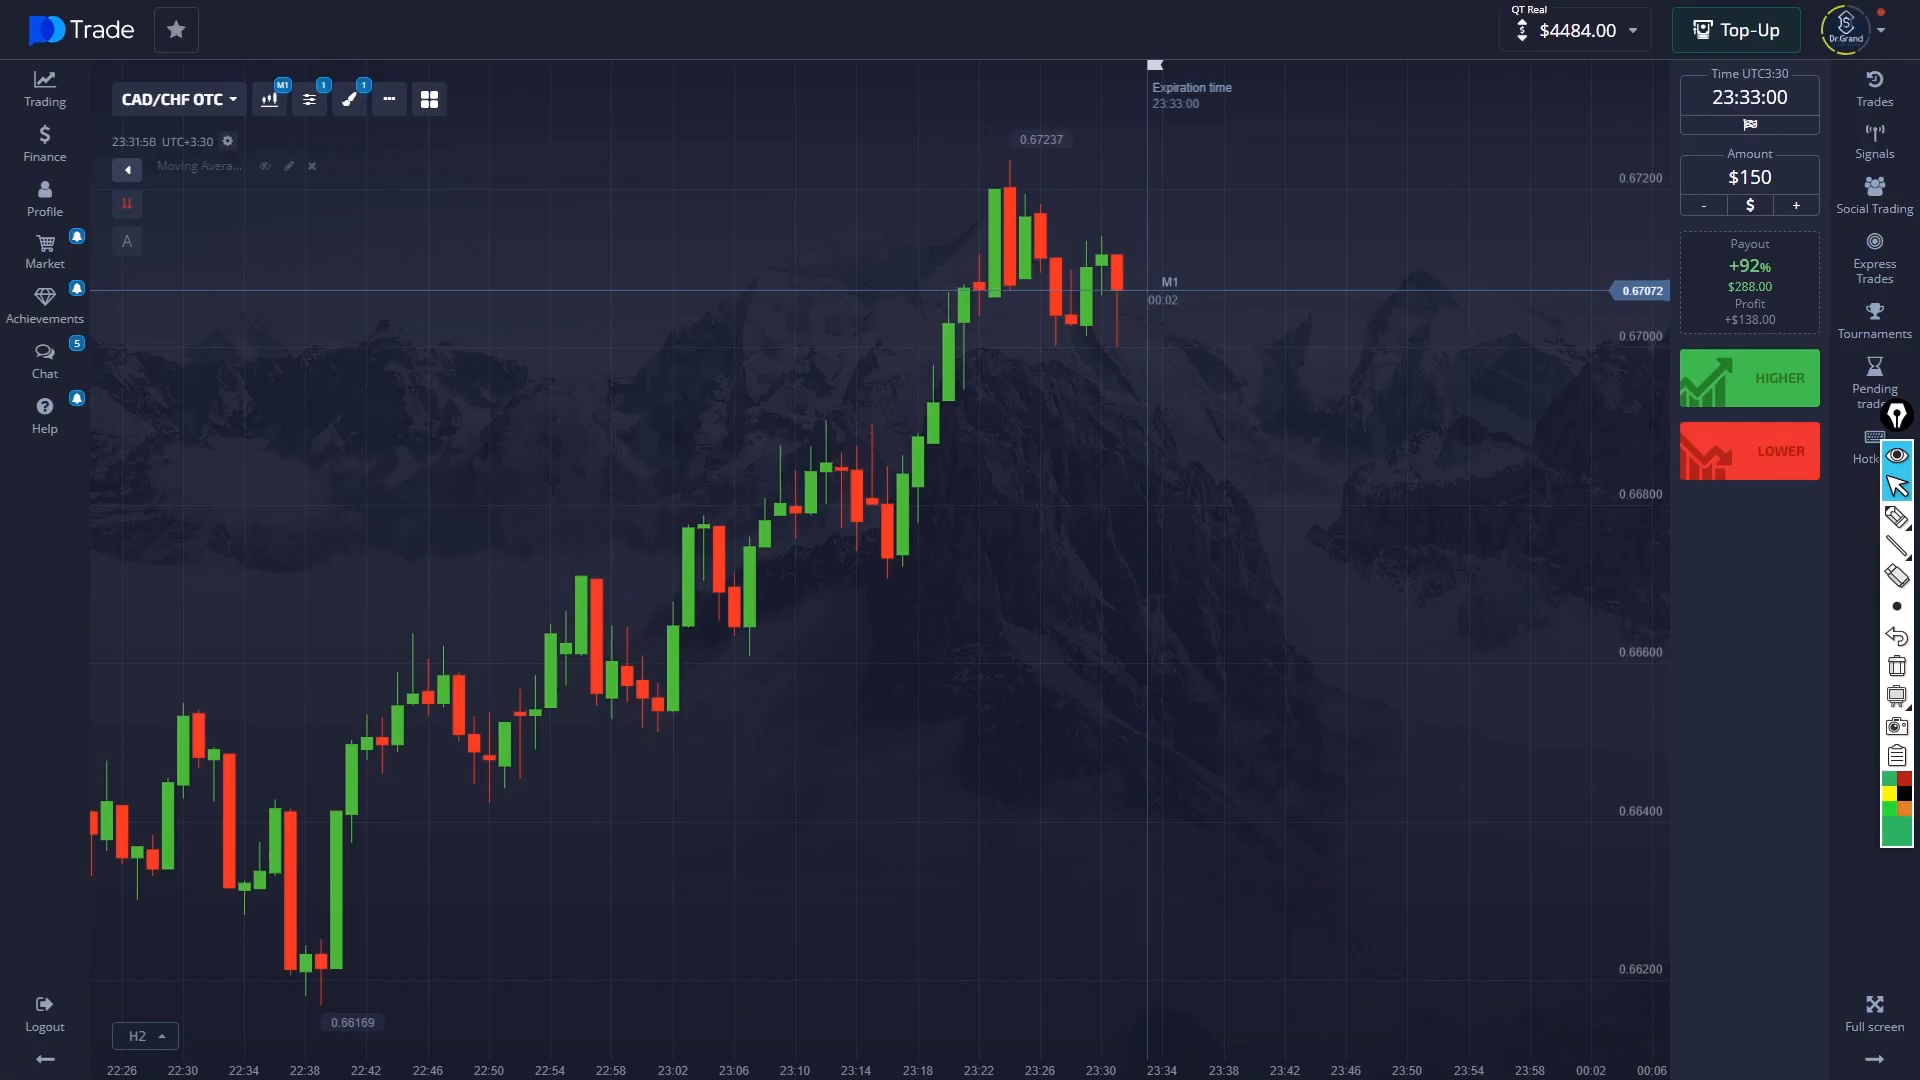 Trade
QT Real
$4484.00
Top-Up
Dr.Grand
Trading
Finance
Profile
Market
Achievements
5
Chat
Help
Logout
CAD/CHF OTC
M1
1
1
23:31:58 UTC+3:30
Moving Avera...
A
0.67237
Expiration time
23:33:00
M1
00:02
0.67200
0.67072
0.67000
0.66800
0.66600
0.66400
0.66200
0.66169
H2
22:26 22:30 22:34 22:38 22:42 22:46 22:50 22:54 22:58 23:02 23:06 23:10 23:14 23:18 23:22 23:26 23:30 23:34 23:38 23:42 23:46 23:50 23:54 23:58 00:02 00:06
Time UTC3:30
23:33:00
Amount
$150
- $ +
Payout
+92%
$288.00
Profit
+$138.00
HIGHER
LOWER
Trades
Signals
Social Trading
Express
Trades
Tournaments
Pending
Full screen